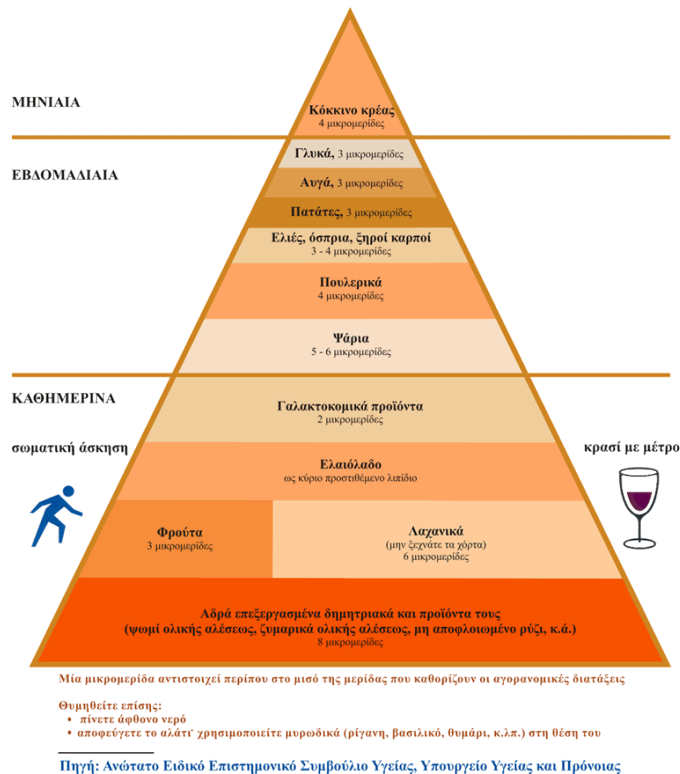 ΜΗΝΙΑΙΑ
Κόκκινο κρέας
4 μικρομερίδες
Γλυκά, 3 μικρομερίδες
ΕΒΔΟΜΑΔΙΑΙΑ
Αυγά, 3 μικρομερίδες
Πατάτες, 3 μικρομερίδες
Ελιές, όσπρια, ξηροί καρποί
3 - 4 μικρομερίδες
Πουλερικά
4 μικρομερίδες
Ψάρια
5 - 6 μικρομερίδες
ΚΑΘΗΜΕΡΙΝΑ
Γαλακτοκομικά προϊόντα
2 μικρομερίδες
σωματική άσκηση
κρασί με μέτρο
Ελαιόλαδο
ως κύριο προστιθέμενο λιπίδιο
Φρούτα
3 μικρομερίδες
Λαχανικά
(μην ξεχνάτε τα χόρτα)
6 μικρομερίδες
Αδρά επεξεργασμένα δημητριακά και προϊόντα τους
(ψωμί ολικής αλέσεως, ζυμαρικά ολικής αλέσεως, μη αποφλοιωμένο ρύζι, κ.ά.)
8 μικρομερίδες
Μία μικρομερίδα αντιστοιχεί περίπου στο μισό της μερίδας που καθορίζουν οι αγορανομικές διατάξεις
Θυμηθείτε επίσης:
• πίνετε άφθονο νερό
• αποφεύγετε το αλάτι· χρησιμοποιείτε μυρωδικά (ρίγανη, βασιλικό, θυμάρι, κ.λπ.) στη θέση του
Πηγή: Ανώτατο Ειδικό Επιστημονικό Συμβούλιο Υγείας, Υπουργείο Υγείας και Πρόνοιας